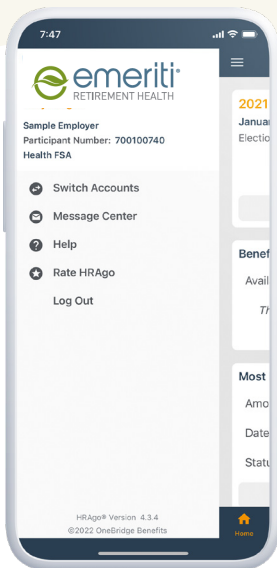 7:47
emeriti
RETIREMENT HEALTH
Sample Employer
Participant Number: 700100740
Health FSA
Switch Accounts
Message Center
Help
Rate HRAgo
Log Out
HRAgo® Version 4.3.4
©2022 OneBridge Benefits
2021
Januar
Electio
Benef
Avail
Th
Most
Amo
Date
Statu
Home